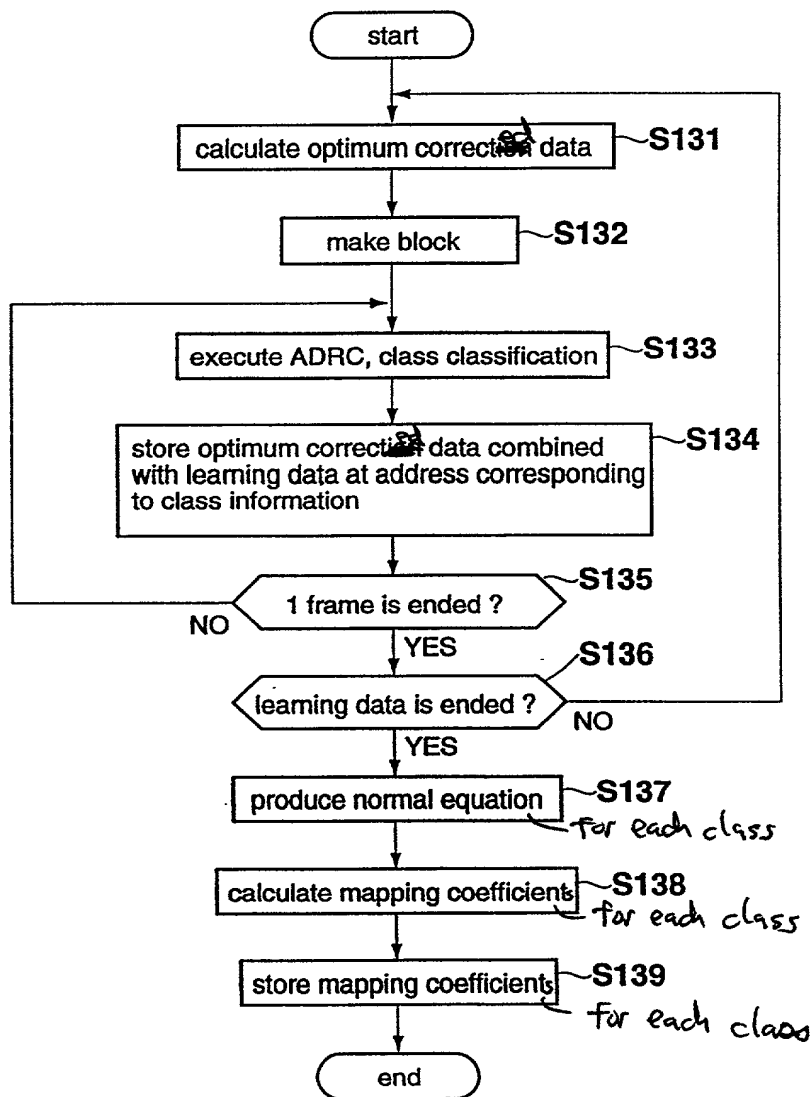 start
calculate optimum corrected data
S131
make block
S132
execute ADRC, class classification
S133
store optimum corrected data combined
with learning data at address corresponding
to class information
S134
1 frame is ended ?
S135
NO
YES
learning data is ended ?
S136
NO
YES
produce normal equation
S137
for each class
calculate mapping coefficients
S138
for each class
store mapping coefficients
S139
for each class
end